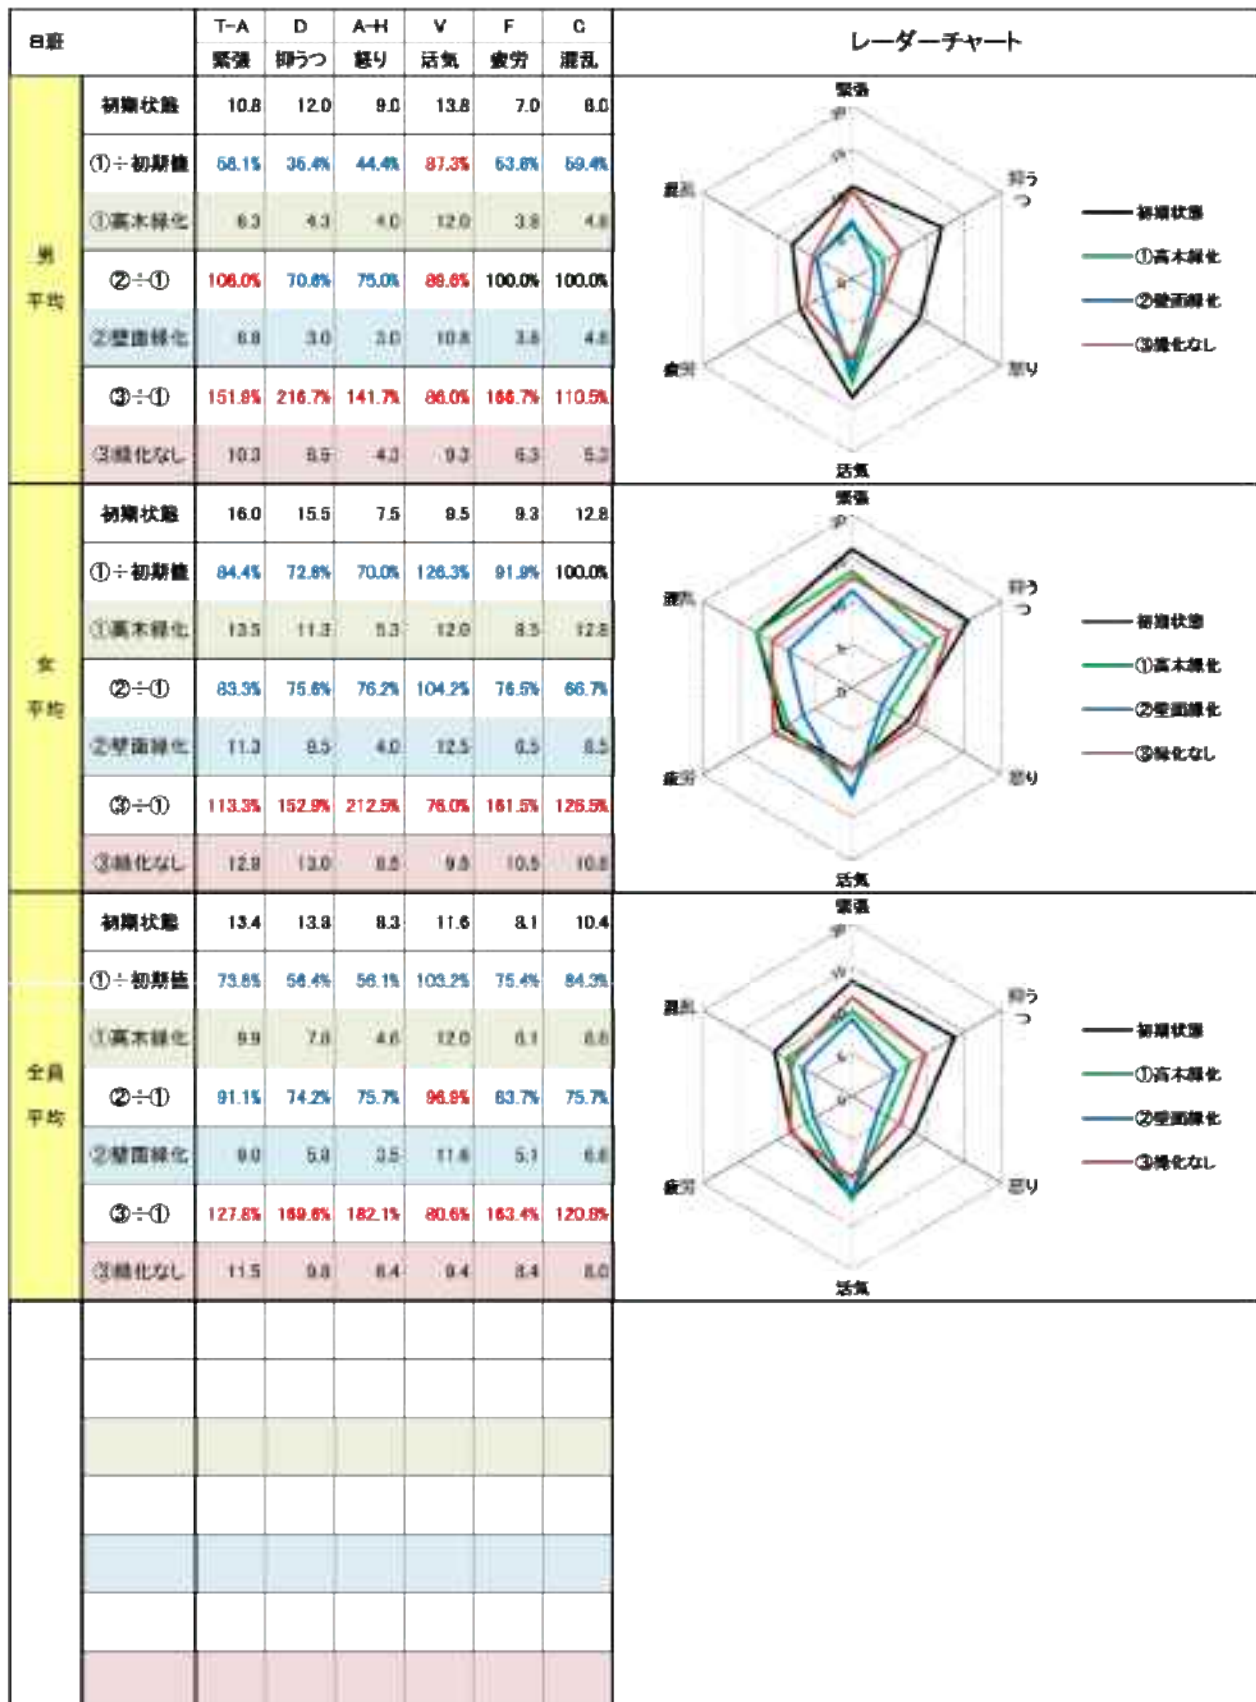 B班 T-A D A-H V F C レーダーチャート
緊張 抑うつ 怒り 活気 疲労 混乱
男
平均
初期状態 10.8 12.0 9.0 13.8 7.0 8.0
①÷初期値 58.1% 35.4% 44.4% 87.3% 53.6% 59.4%
①高木緑化 6.3 4.3 4.0 12.0 3.8 4.8
②÷① 108.0% 70.6% 75.0% 89.6% 100.0% 100.0%
②壁面緑化 6.8 3.0 3.0 10.8 3.8 4.8
③÷① 151.9% 216.7% 141.7% 86.0% 166.7% 110.5%
③緑化なし 10.3 6.5 4.3 9.3 6.3 5.3
緊張
抑うつ
怒り
活気
疲労
混乱
初期状態
①高木緑化
②壁面緑化
③緑化なし
女
平均
初期状態 16.0 15.5 7.5 9.5 9.3 12.8
①÷初期値 84.4% 72.6% 70.0% 126.3% 91.9% 100.0%
①高木緑化 13.5 11.3 5.3 12.0 8.5 12.8
②÷① 83.3% 75.6% 76.2% 104.2% 76.5% 66.7%
②壁面緑化 11.3 8.5 4.0 12.5 6.5 8.5
③÷① 113.3% 152.9% 212.5% 76.0% 161.5% 126.5%
③緑化なし 12.8 13.0 8.5 9.5 10.5 10.8
緊張
抑うつ
怒り
活気
疲労
混乱
初期状態
①高木緑化
②壁面緑化
③緑化なし
全員
平均
初期状態 13.4 13.8 8.3 11.6 8.1 10.4
①÷初期値 73.8% 56.4% 56.1% 103.2% 75.4% 84.3%
①高木緑化 9.9 7.8 4.6 12.0 6.1 8.8
②÷① 91.1% 74.2% 75.7% 96.9% 83.7% 75.7%
②壁面緑化 9.0 5.8 3.5 11.6 5.1 6.6
③÷① 127.8% 169.6% 182.1% 80.6% 163.4% 120.8%
③緑化なし 11.5 9.8 6.4 9.4 8.4 8.0
緊張
抑うつ
怒り
活気
疲労
混乱
初期状態
①高木緑化
②壁面緑化
③緑化なし